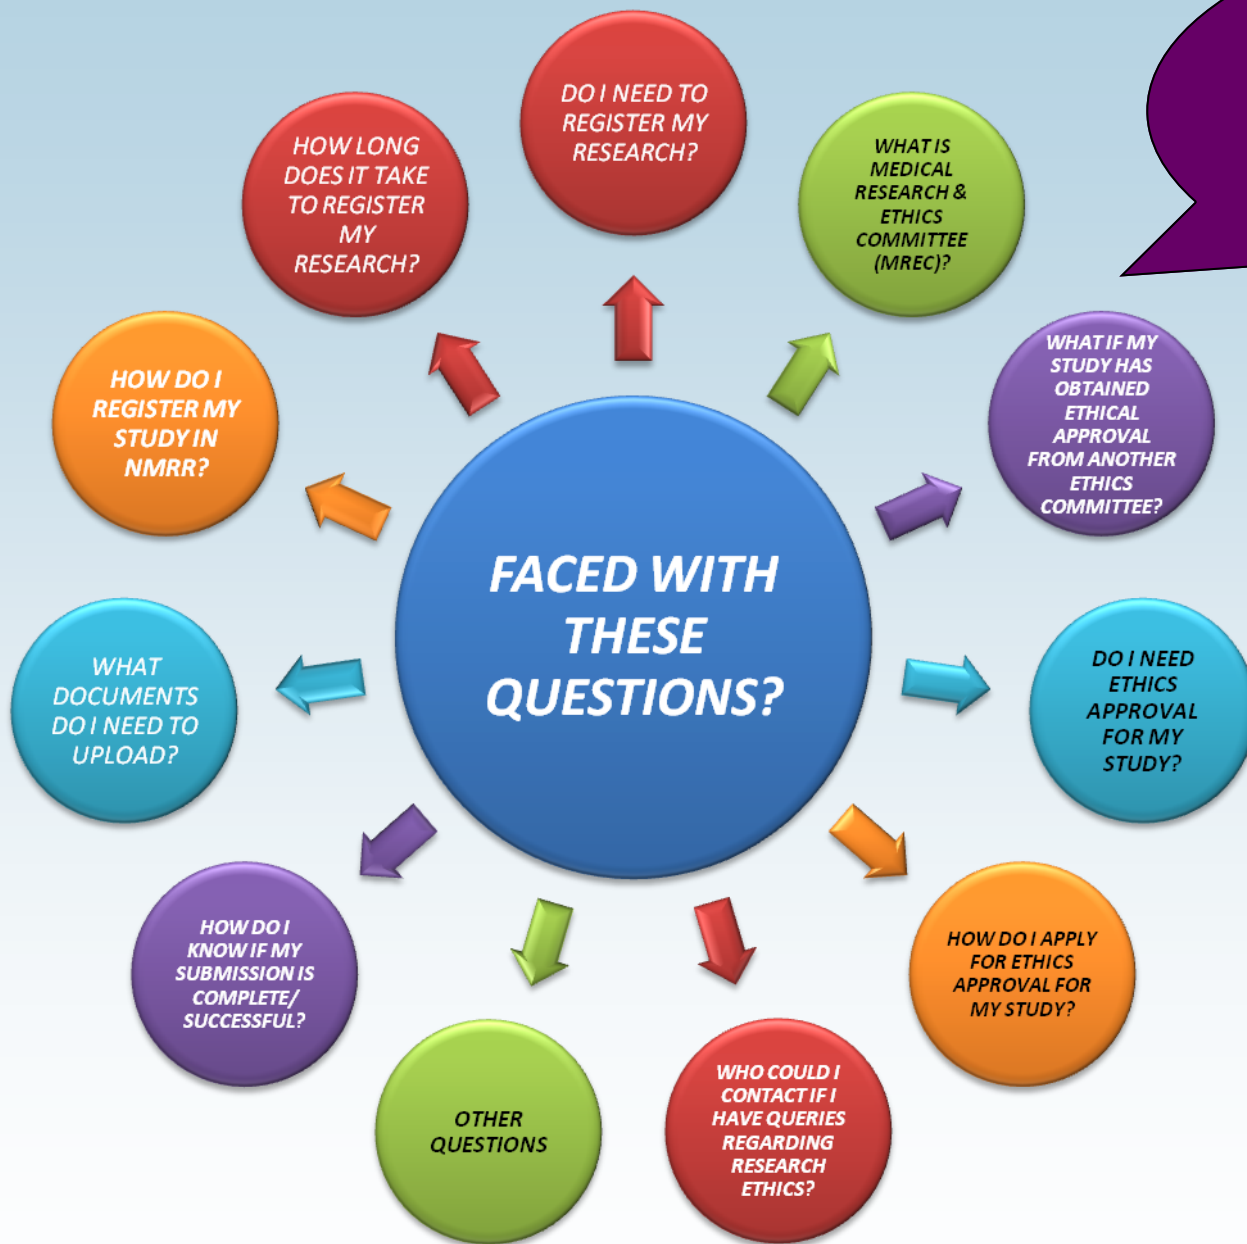 FACED WITH
THESE
QUESTIONS?
DO I NEED TO
REGISTER MY
RESEARCH?
WHAT IS
MEDICAL
RESEARCH &
ETHICS
COMMITTEE
(MREC)?
WHAT IF MY
STUDY HAS
OBTAINED
ETHICAL
APPROVAL
FROM ANOTHER
ETHICS
COMMITTEE?
DO I NEED
ETHICS
APPROVAL
FOR MY
STUDY?
HOW DO I APPLY
FOR ETHICS
APPROVAL FOR
MY STUDY?
WHO COULD I
CONTACT IF I
HAVE QUERIES
REGARDING
RESEARCH
ETHICS?
OTHER
QUESTIONS
HOW DO I
KNOW IF MY
SUBMISSION IS
COMPLETE/
SUCCESSFUL?
WHAT
DOCUMENTS
DO I NEED TO
UPLOAD?
HOW DO I
REGISTER MY
STUDY IN
NMRR?
HOW LONG
DOES IT TAKE
TO REGISTER
MY
RESEARCH?